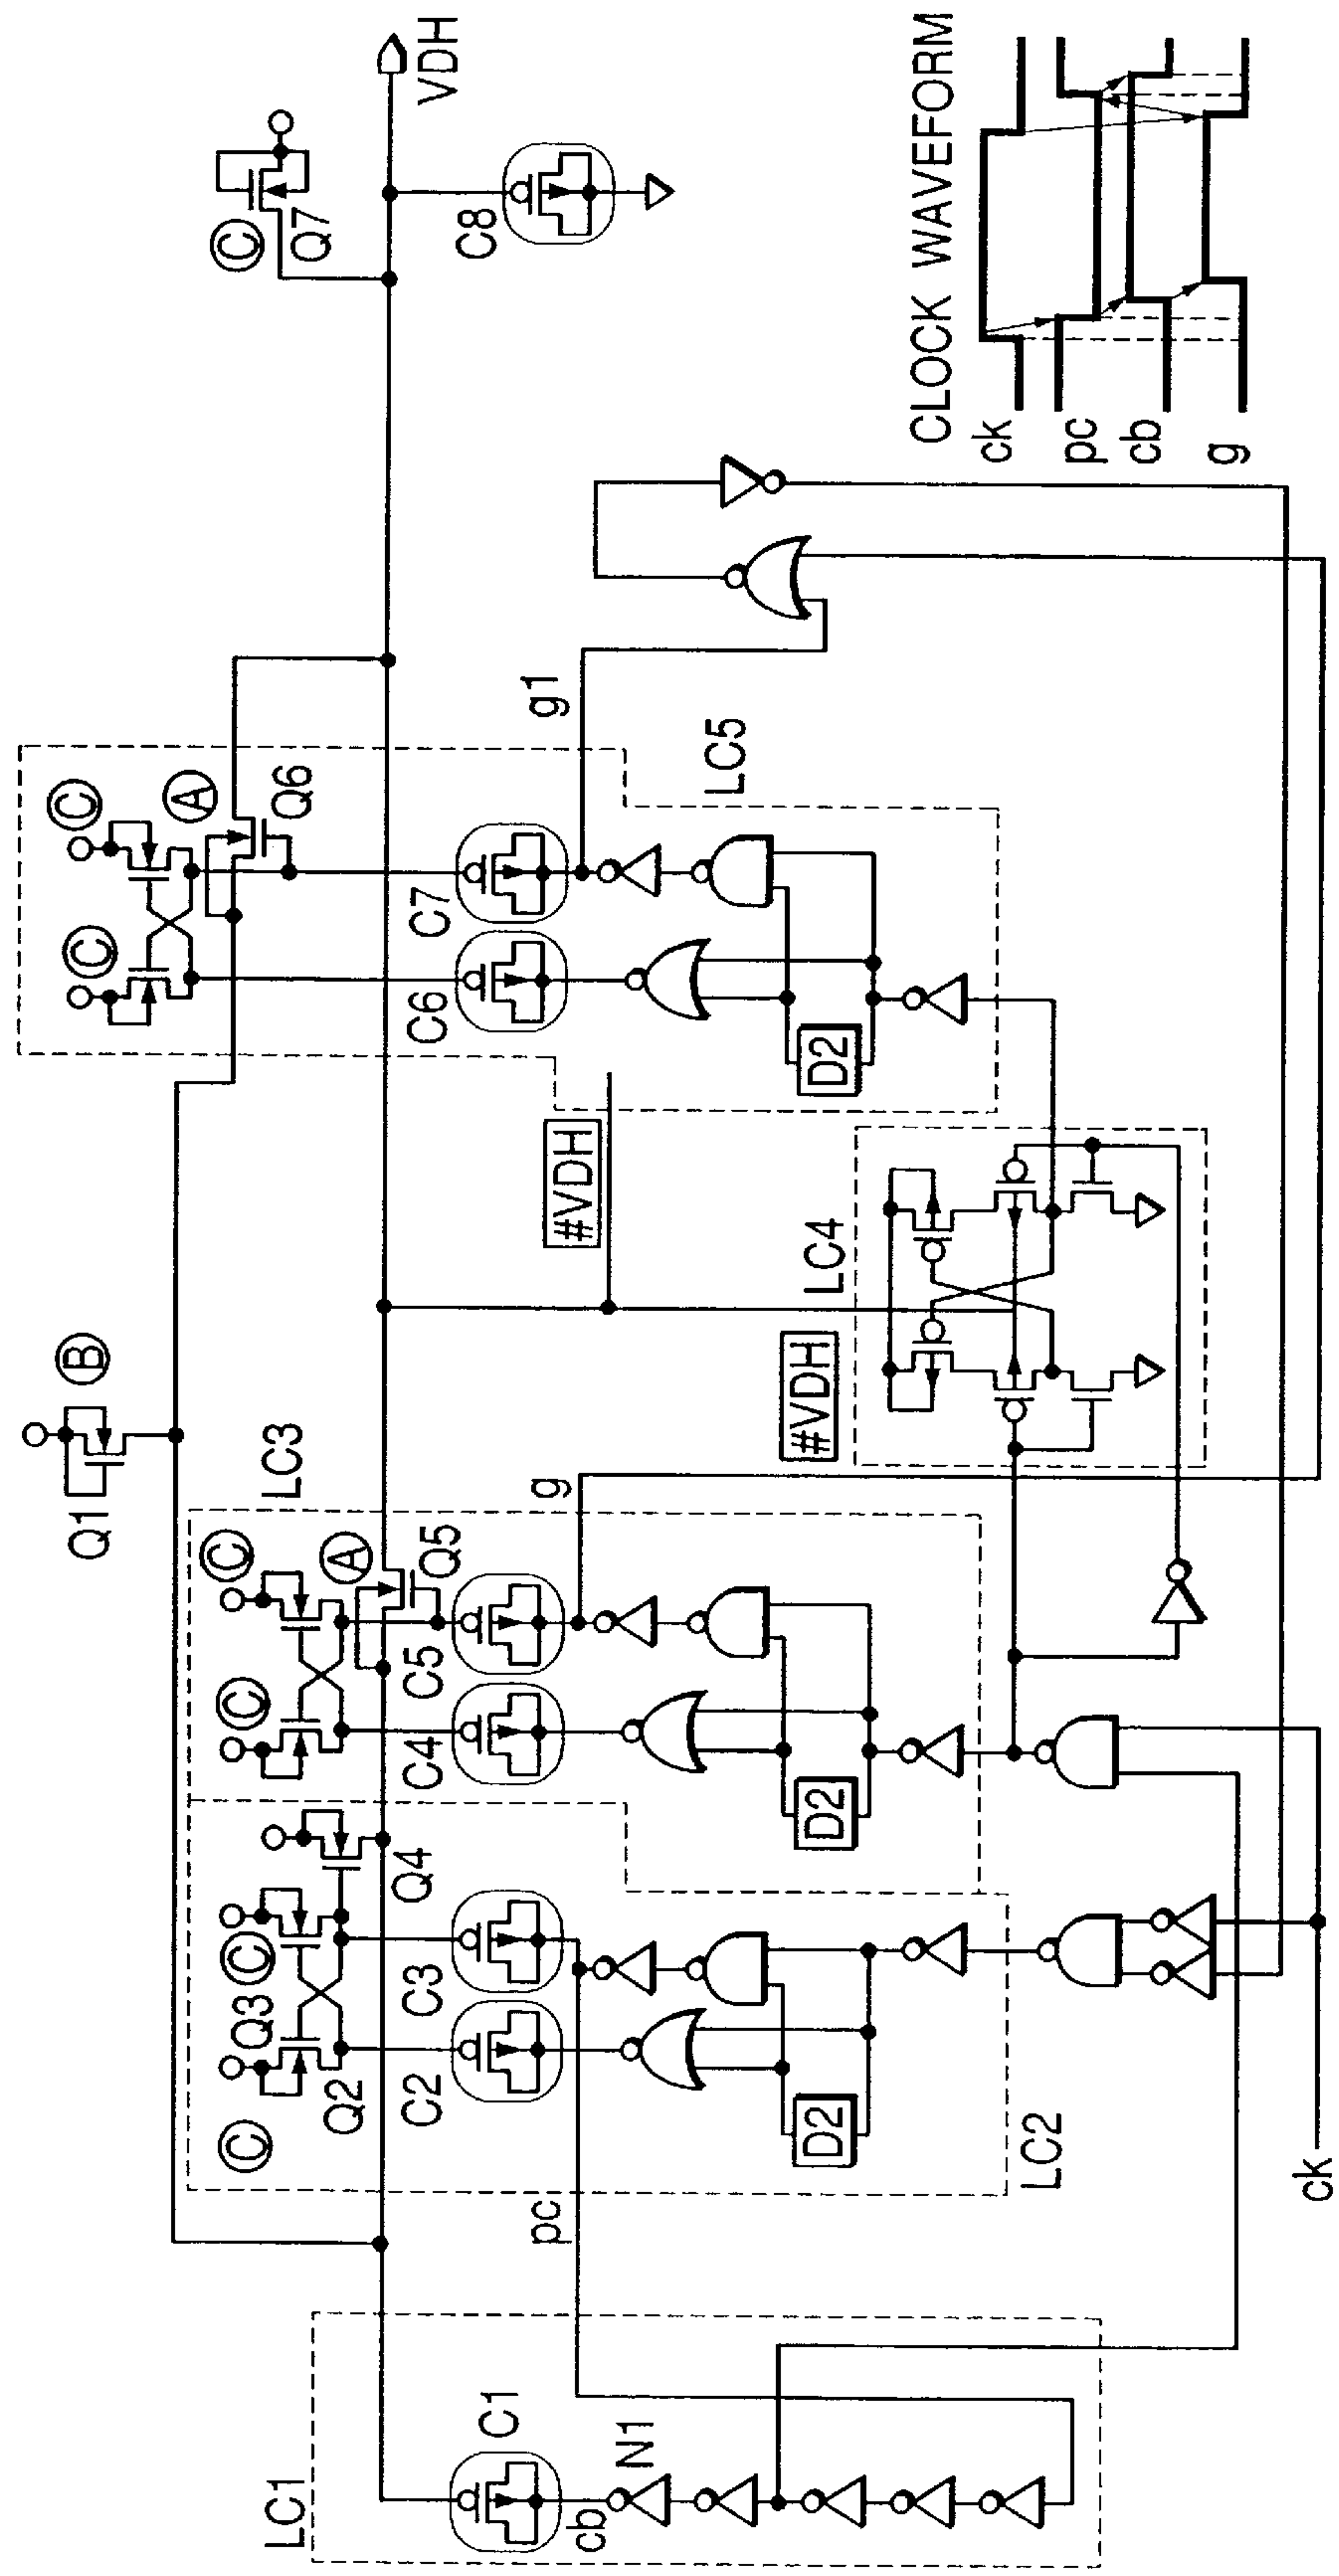 Q1
Ⓑ
VDH
Ⓒ
Q7
C8
LC3
Ⓒ
Ⓒ
Ⓐ
Q6
C6
C7
g1
LC5
D2
#VDH
LC4
#VDH
Ⓒ
Ⓒ
Ⓐ
Q5
C4
C5
g
D2
Ⓒ
Q2
Q3
Ⓒ
Q4
C2
C3
D2
LC2
pc
LC1
C1
N1
cb
ck
CLOCK WAVEFORM
ck
pc
cb
g